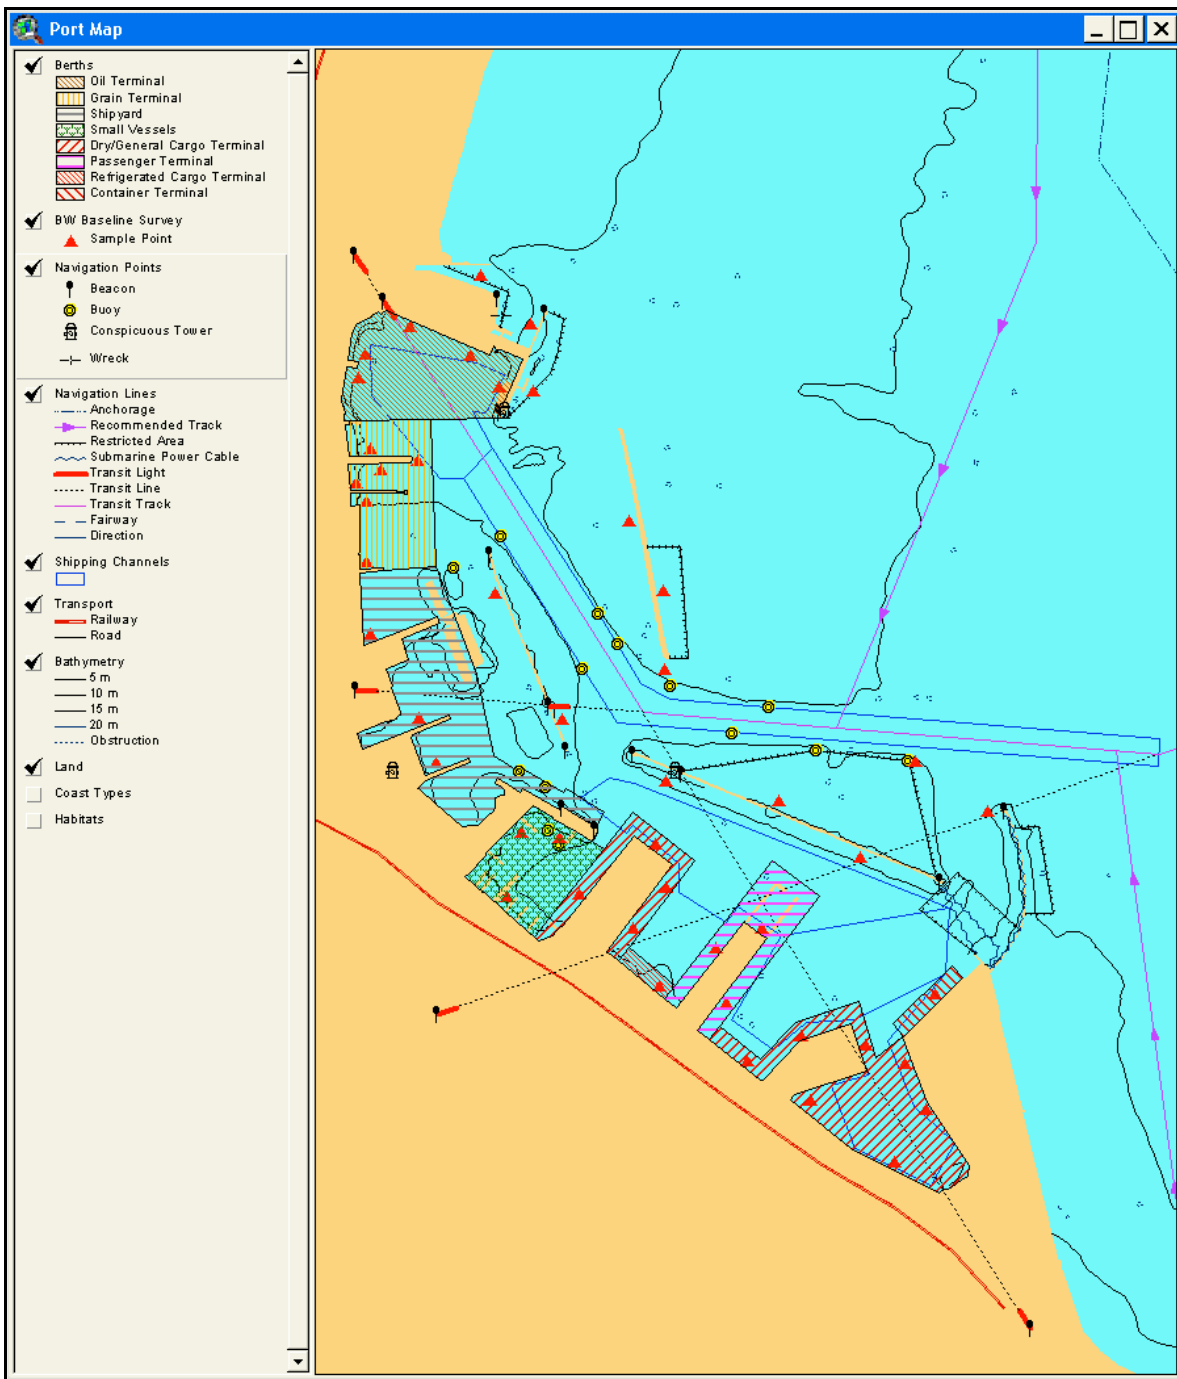 Port Map
Berths
Oil Terminal
Grain Terminal
Shipyard
Small Vessels
Dry/General Cargo Terminal
Passenger Terminal
Refrigerated Cargo Terminal
Container Terminal
BW Baseline Survey
Sample Point
Navigation Points
Beacon
Buoy
Conspicuous Tower
Wreck
Navigation Lines
Anchorage
Recommended Track
Restricted Area
Submarine Power Cable
Transit Light
Transit Line
Transit Track
Fairway
Direction
Shipping Channels
Transport
Railway
Road
Bathymetry
5 m
10 m
15 m
20 m
Obstruction
Land
Coast Types
Habitats